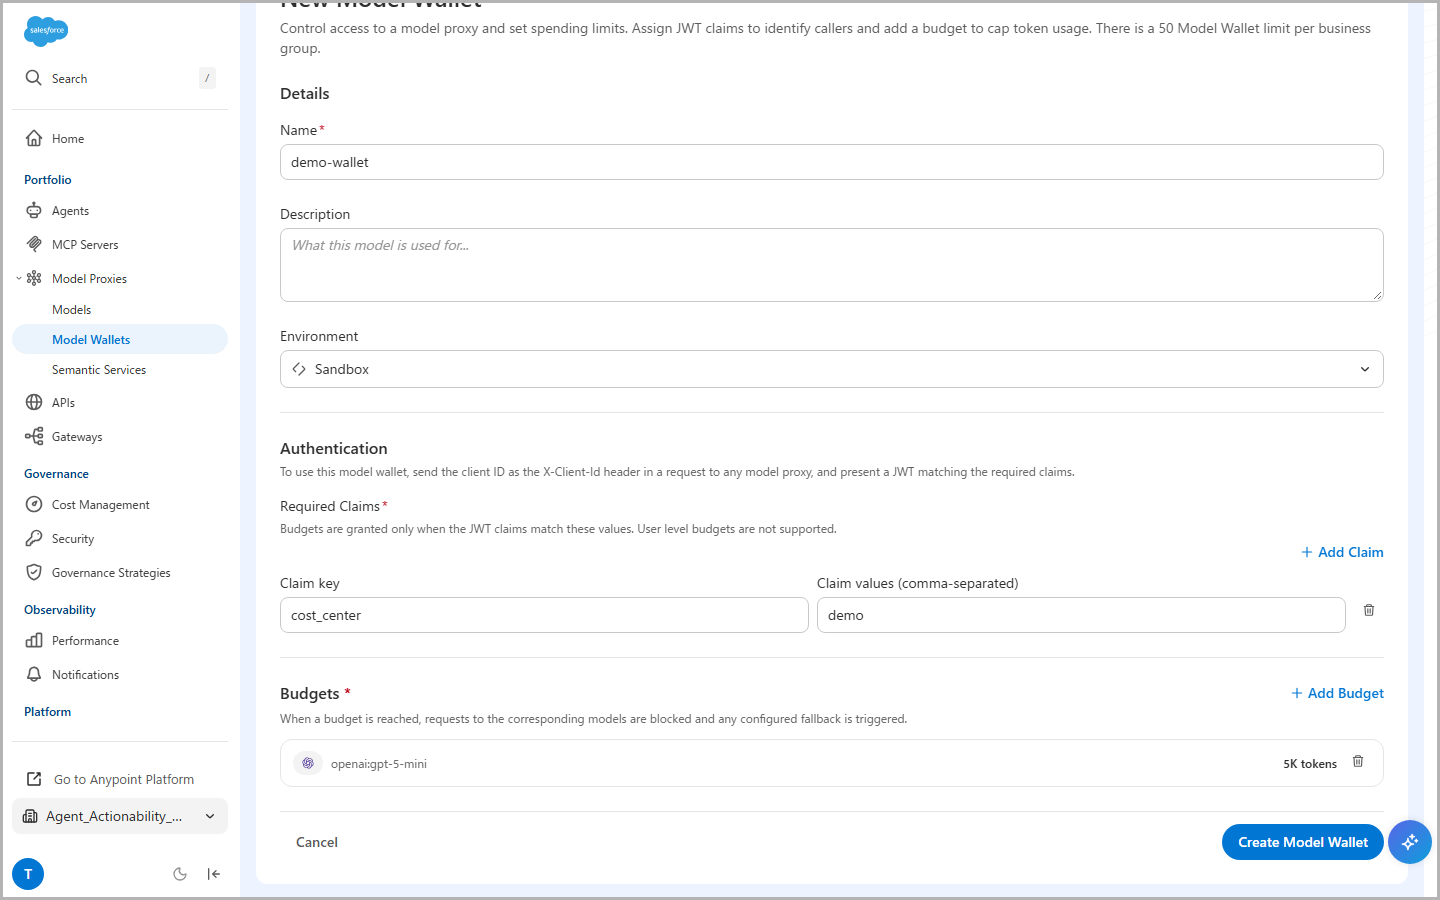 salesforce
Search
/
Home
Portfolio
Agents
MCP Servers
Model Proxies
Models
Model Wallets
Semantic Services
APIs
Gateways
Governance
Cost Management
Security
Governance Strategies
Observability
Performance
Notifications
Platform
Go to Anypoint Platform
Agent_Actionability_...
T
New Model Wallet
Control access to a model proxy and set spending limits. Assign JWT claims to identify callers and add a budget to cap token usage. There is a 50 Model Wallet limit per business
group.
Details
Name*
demo-wallet
Description
What this model is used for...
Environment
Sandbox
Authentication
To use this model wallet, send the client ID as the X-Client-Id header in a request to any model proxy, and present a JWT matching the required claims.
Required Claims*
Budgets are granted only when the JWT claims match these values. User level budgets are not supported.
+ Add Claim
Claim key
Claim values (comma-separated)
cost_center
demo
Budgets *
+ Add Budget
When a budget is reached, requests to the corresponding models are blocked and any configured fallback is triggered.
openai:gpt-5-mini
5K tokens
Cancel
Create Model Wallet